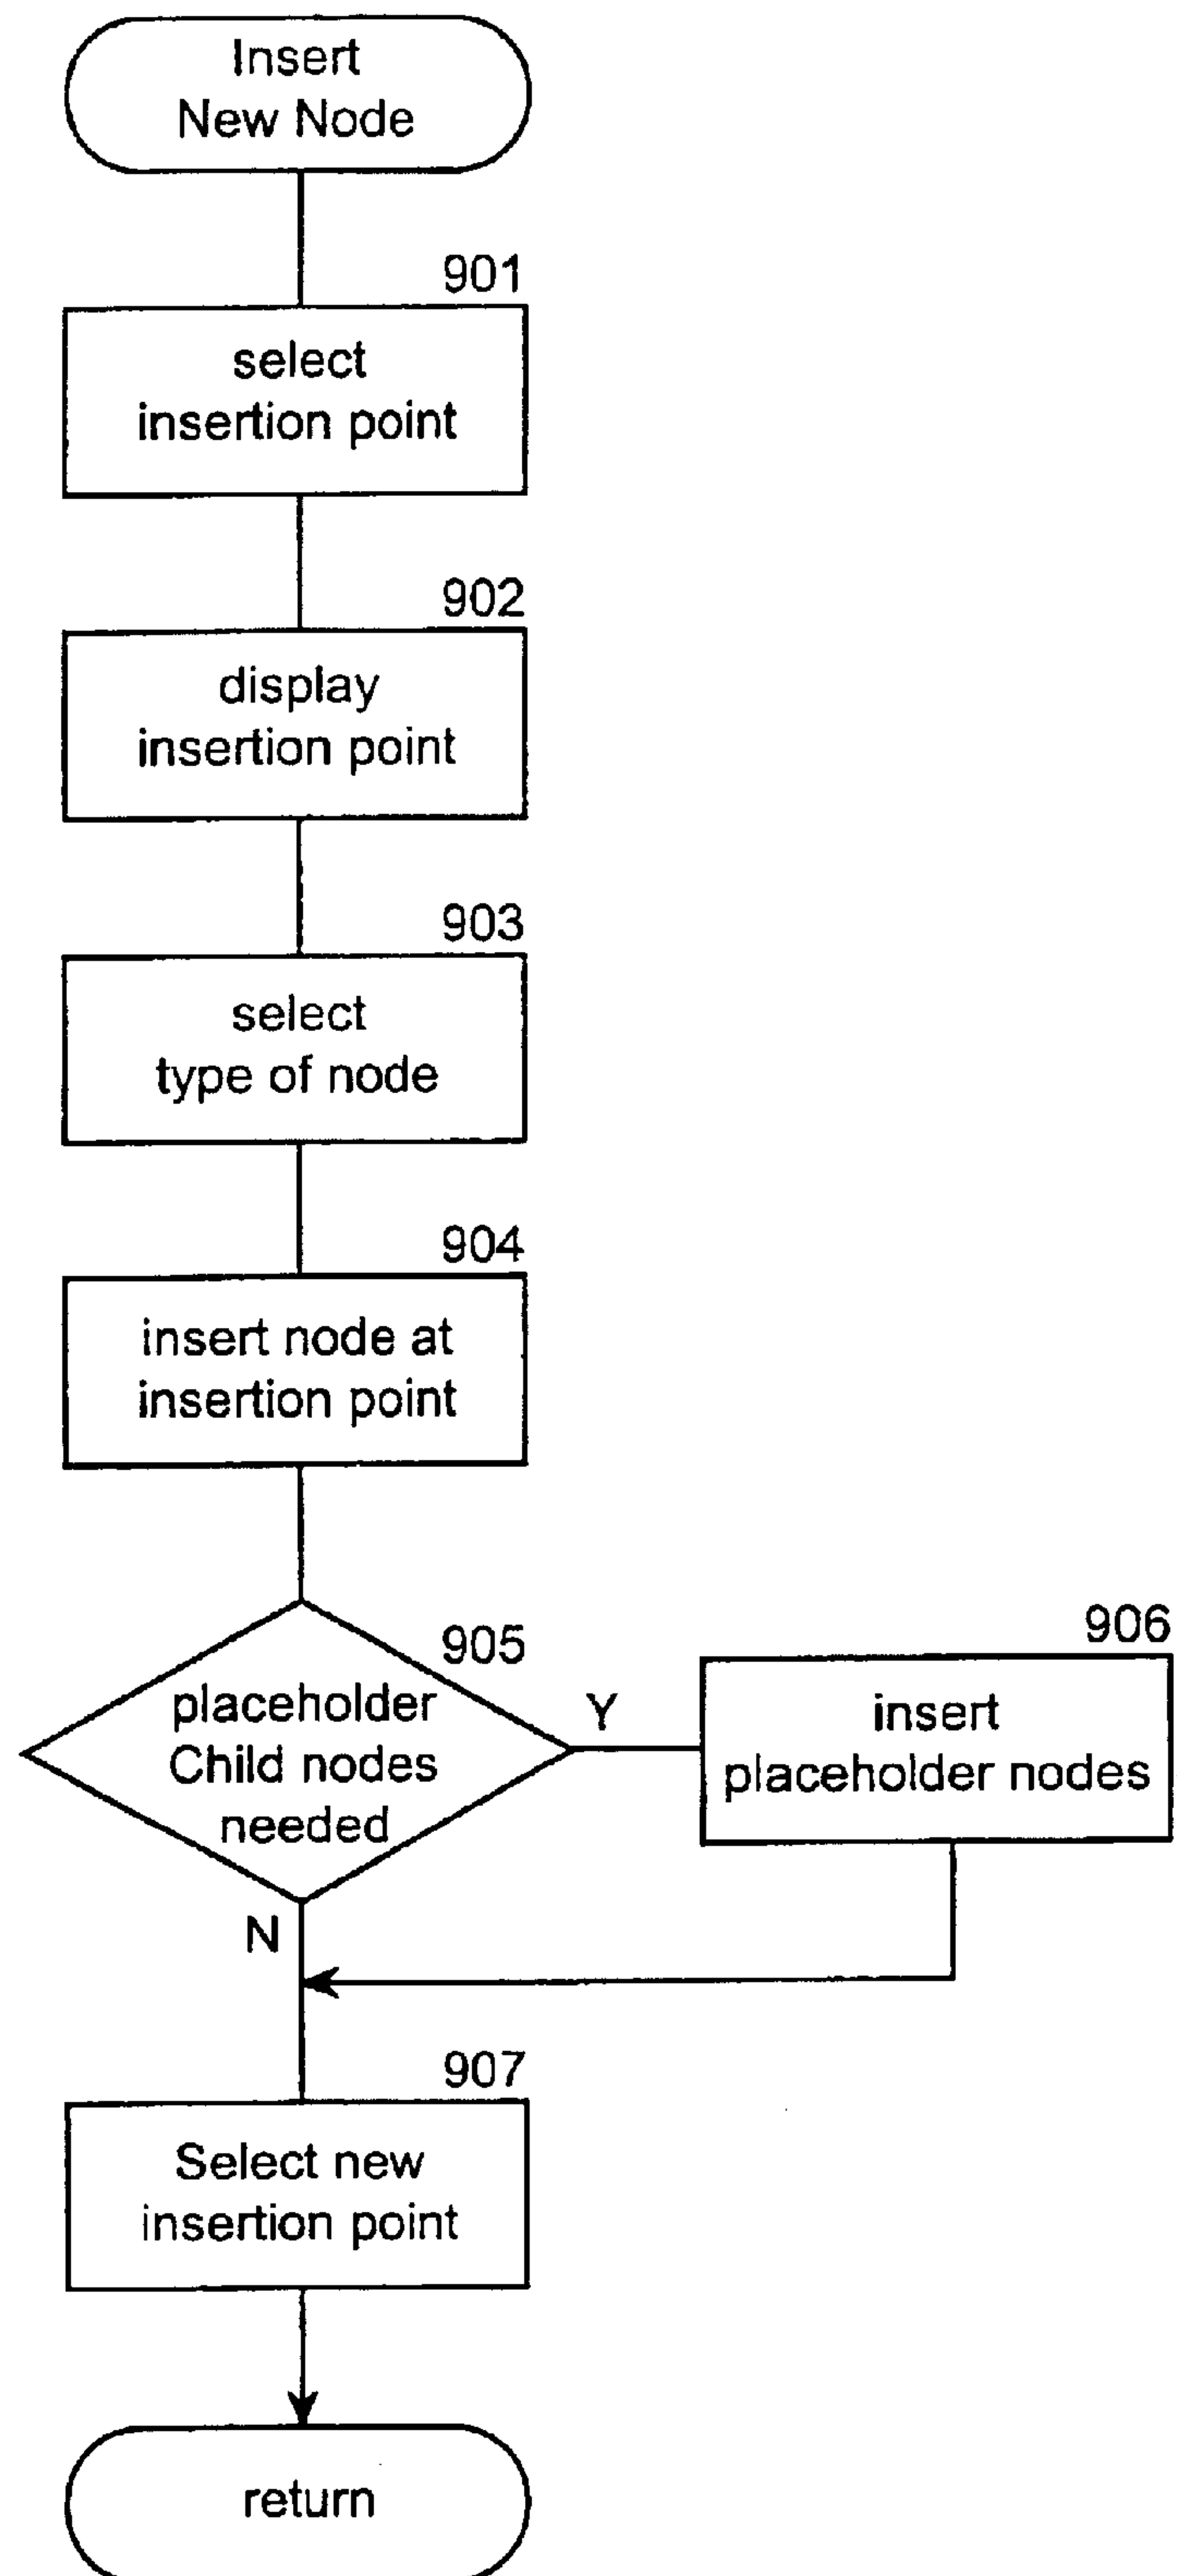 Insert
New Node
901
select
insertion point
902
display
insertion point
903
select
type of node
904
insert node at
insertion point
905
placeholder
Child nodes
needed
Y
906
insert
placeholder nodes
N
907
Select new
insertion point
return